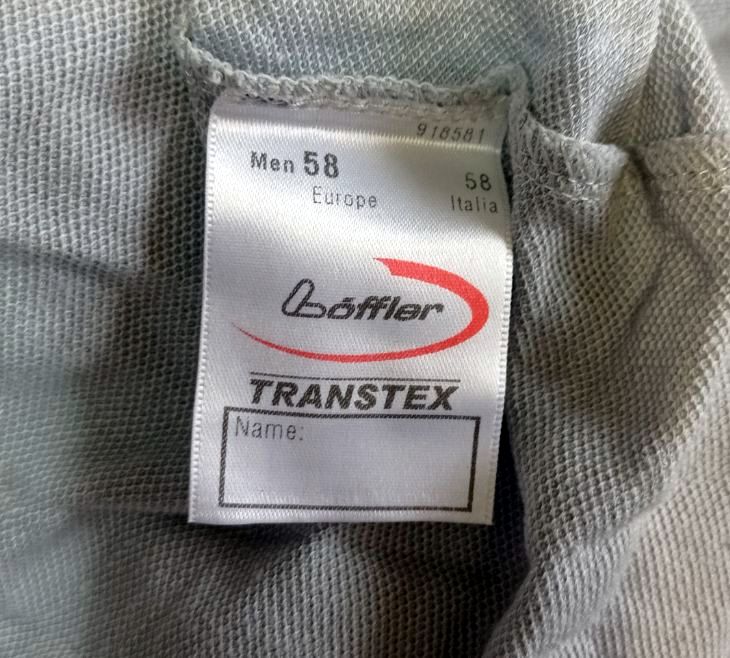 918581
Men 58 58
Europe Italia
Löffler
TRANSTEX
Name: